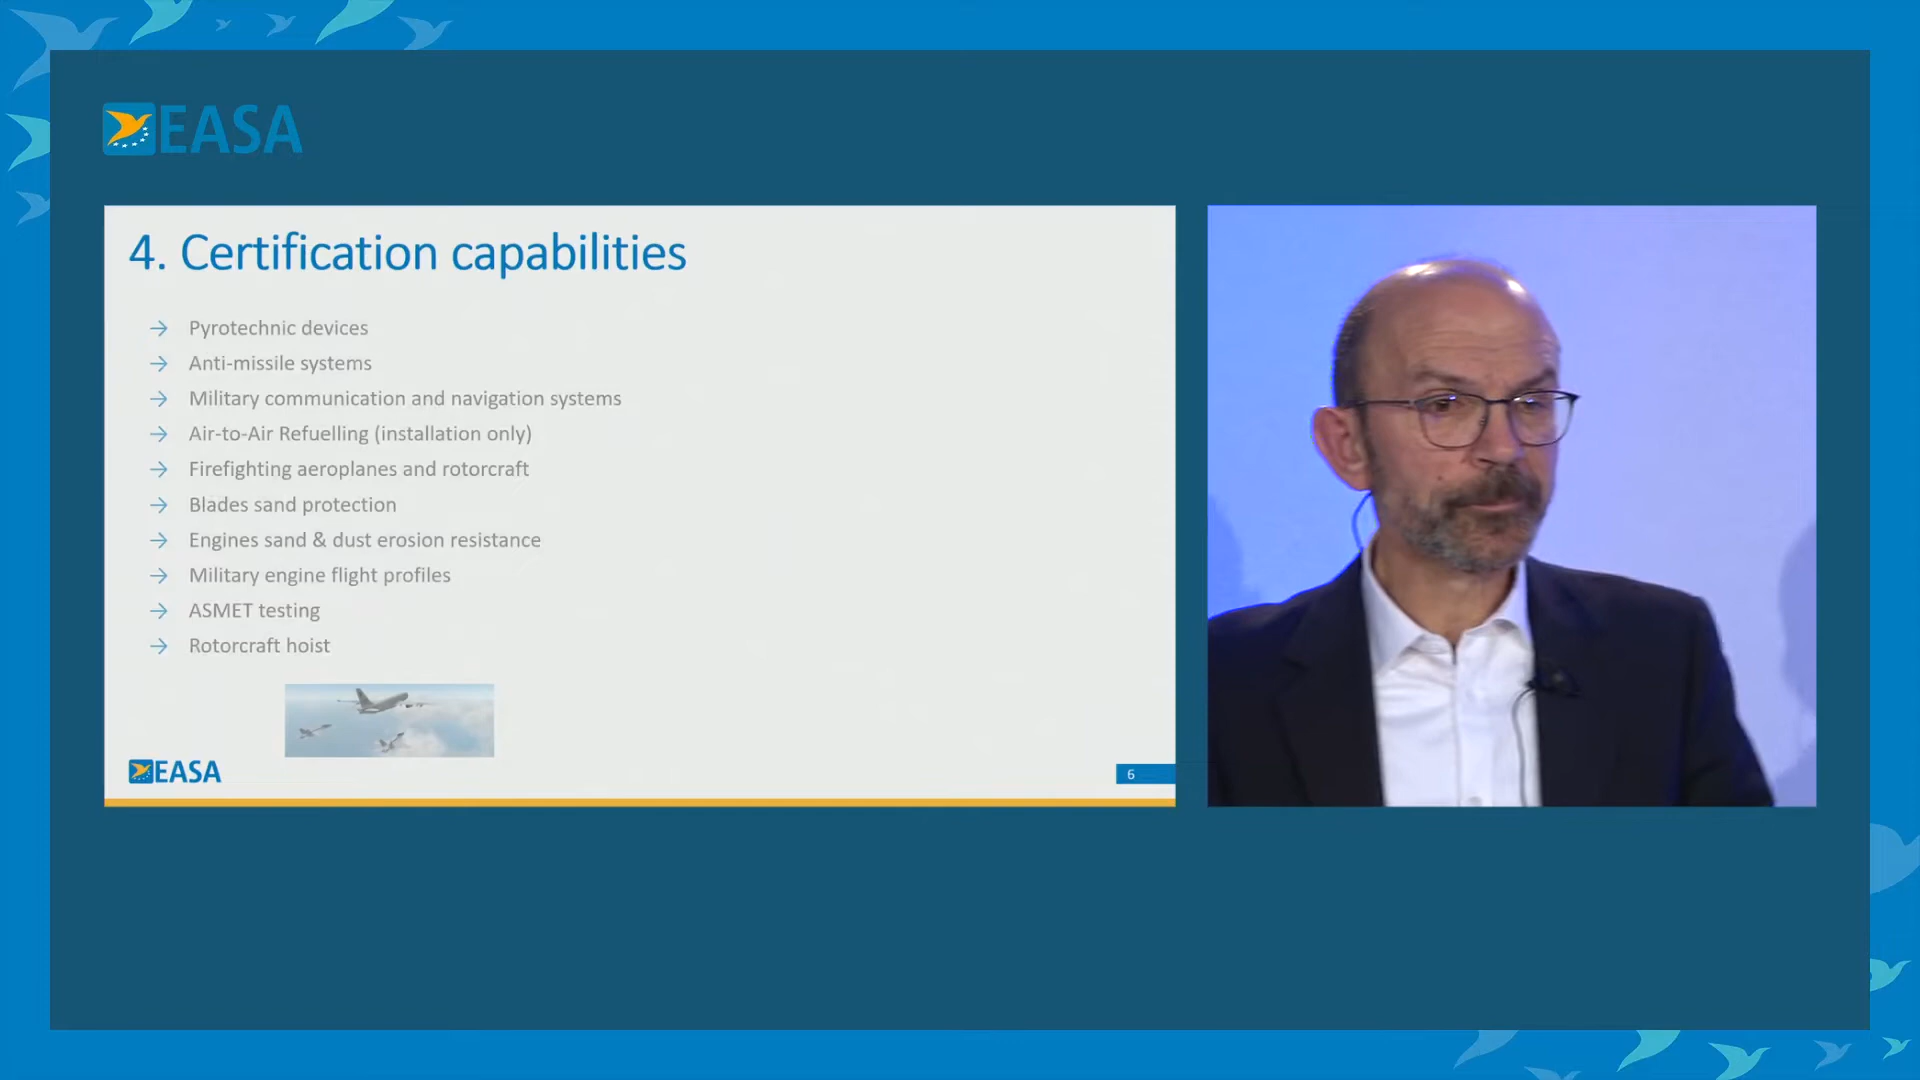 EASA
4. Certification capabilities
→ Pyrotechnic devices
→ Anti-missile systems
→ Military communication and navigation systems
→ Air-to-Air Refuelling (installation only)
→ Firefighting aeroplanes and rotorcraft
→ Blades sand protection
→ Engines sand & dust erosion resistance
→ Military engine flight profiles
→ ASMET testing
→ Rotorcraft hoist
EASA
6